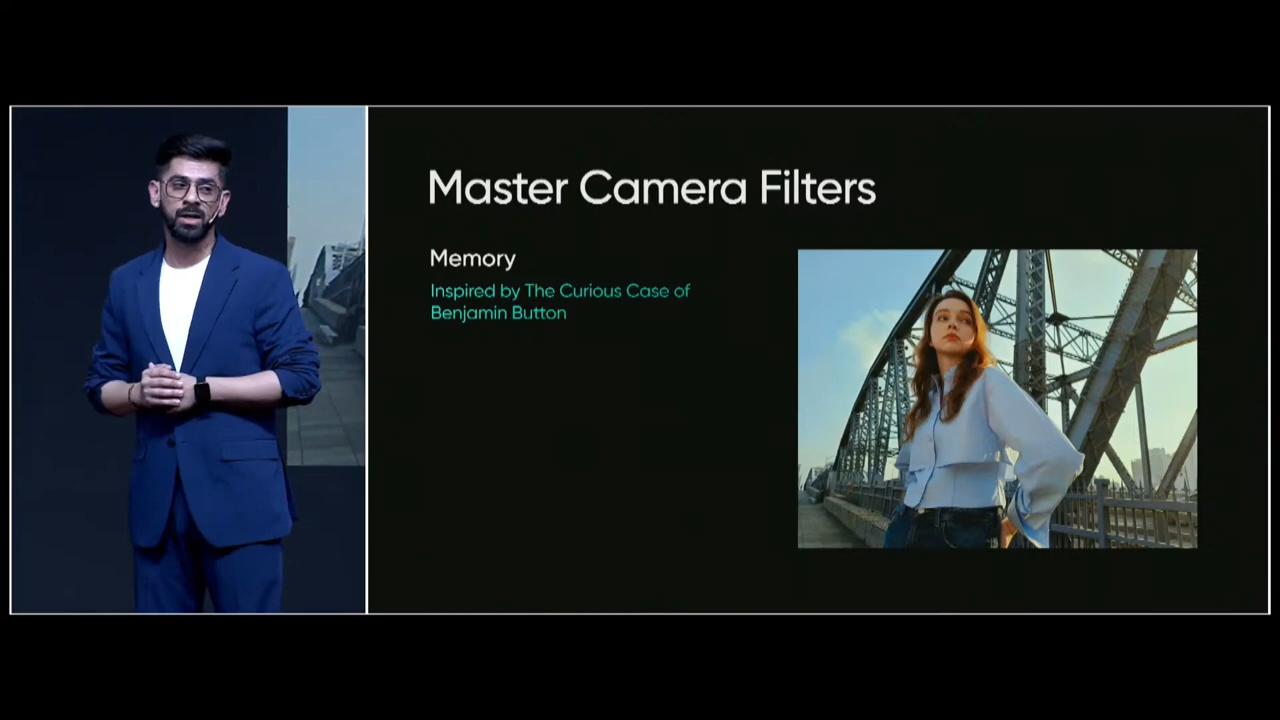 Master Camera Filters
Memory
Inspired by The Curious Case of
Benjamin Button